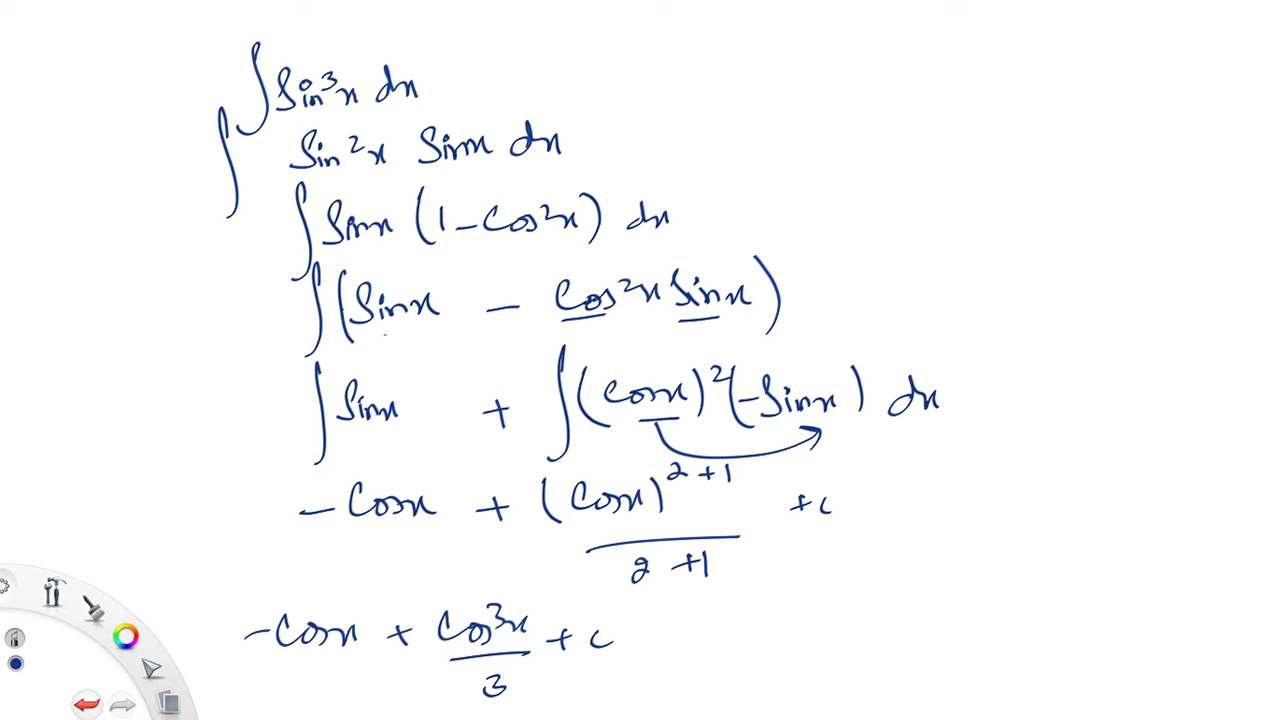 ∫ Sin³x dx
∫ Sin²x Sinx dx
∫ Sinx (1 - Cos²x) dx
∫ (Sinx - Cos²x Sinx)
∫ Sinx + ∫ (Cosx)² (-Sinx) dx
- Cosx + (Cosx)²⁺¹ / 2+1 + c
- Cosx + Cos³x / 3 + c